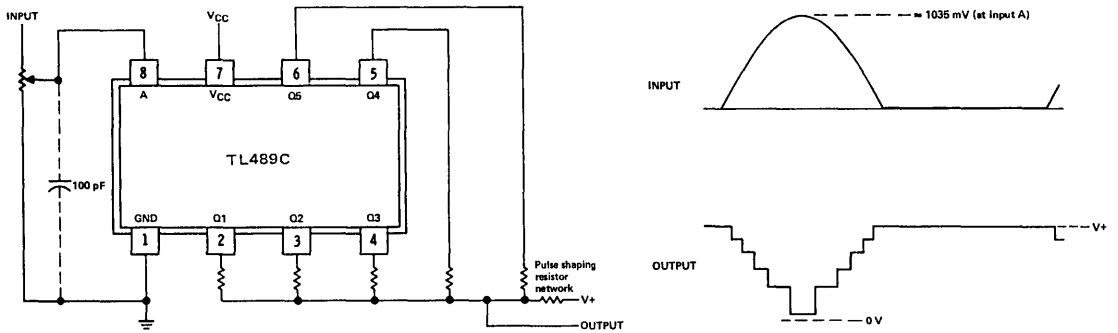 INPUT
VCC
8
7
6
5
A
VCC
Q5
Q4
TL489C
100 pF
GND
Q1
Q2
Q3
1
2
3
4
Pulse shaping
resistor
network
V+
OUTPUT
≈ 1035 mV (at Input A)
INPUT
V+
OUTPUT
0 V